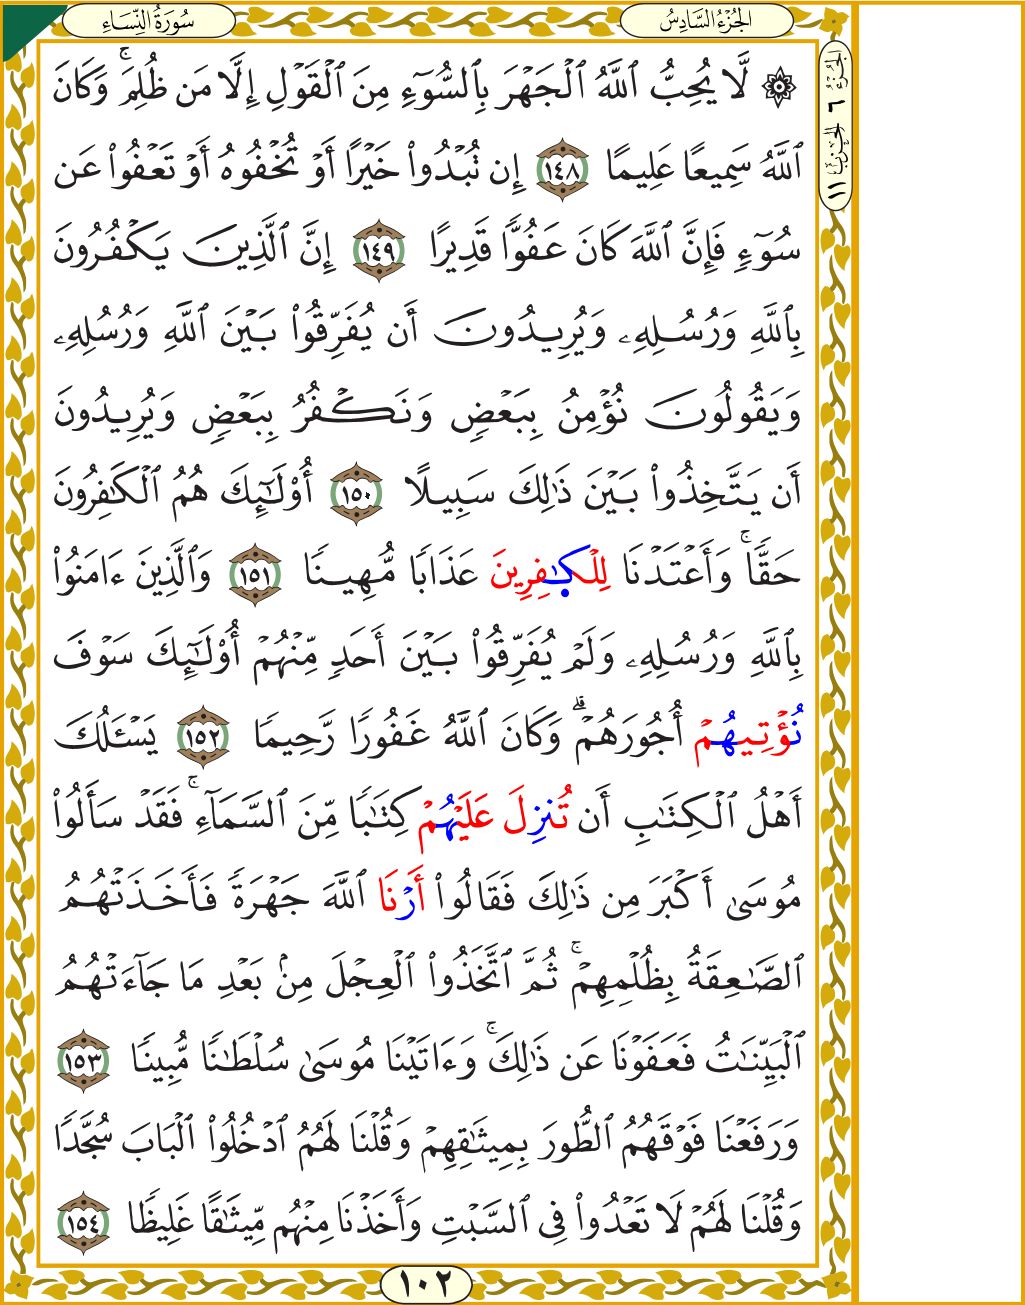 سُورَةُ النِّسَاءِ
الجُزْءُ السَّادِسُ
الجُزْءُ ٦ الحِزْبُ ١١
۞ لَّا يُحِبُّ ٱللَّهُ ٱلْجَهْرَ بِٱلسُّوٓءِ مِنَ ٱلْقَوْلِ إِلَّا مَن ظُلِمَ ۚ وَكَانَ
ٱللَّهُ سَمِيعًا عَلِيمًا ١٤٨ إِن تُبْدُوا۟ خَيْرًا أَوْ تُخْفُوهُ أَوْ تَعْفُوا۟ عَن
سُوٓءٍ فَإِنَّ ٱللَّهَ كَانَ عَفُوًّا قَدِيرًا ١٤٩ إِنَّ ٱلَّذِينَ يَكْفُرُونَ
بِٱللَّهِ وَرُسُلِهِۦ وَيُرِيدُونَ أَن يُفَرِّقُوا۟ بَيْنَ ٱللَّهِ وَرُسُلِهِۦ
وَيَقُولُونَ نُؤْمِنُ بِبَعْضٍ وَنَكْفُرُ بِبَعْضٍ وَيُرِيدُونَ
أَن يَتَّخِذُوا۟ بَيْنَ ذَٰلِكَ سَبِيلًا ١٥٠ أُو۟لَـٰٓئِكَ هُمُ ٱلْكَـٰفِرُونَ
حَقًّا ۚ وَأَعْتَدْنَا لِلْكَـٰفِرِينَ عَذَابًا مُّهِينًا ١٥١ وَٱلَّذِينَ ءَامَنُوا۟
بِٱللَّهِ وَرُسُلِهِۦ وَلَمْ يُفَرِّقُوا۟ بَيْنَ أَحَدٍ مِّنْهُمْ أُو۟لَـٰٓئِكَ سَوْفَ
نُؤْتِيهُمْ أُجُورَهُمْ ۗ وَكَانَ ٱللَّهُ غَفُورًا رَّحِيمًا ١٥٢ يَسْـَٔلُكَ
أَهْلُ ٱلْكِتَـٰبِ أَن تُنزِلَ عَلَيْهُمْ كِتَـٰبًا مِّنَ ٱلسَّمَآءِ ۚ فَقَدْ سَأَلُوا۟
مُوسَىٰٓ أَكْبَرَ مِن ذَٰلِكَ فَقَالُوٓا۟ أَرْنَا ٱللَّهَ جَهْرَةً فَأَخَذَتْهُمُ
ٱلصَّـٰعِقَةُ بِظُلْمِهِمْ ۚ ثُمَّ ٱتَّخَذُوا۟ ٱلْعِجْلَ مِنۢ بَعْدِ مَا جَآءَتْهُمُ
ٱلْبَيِّنَـٰتُ فَعَفَوْنَا عَن ذَٰلِكَ ۚ وَءَاتَيْنَا مُوسَىٰ سُلْطَـٰنًا مُّبِينًا ١٥٣
وَرَفَعْنَا فَوْقَهُمُ ٱلطُّورَ بِمِيثَـٰقِهِمْ وَقُلْنَا لَهُمُ ٱدْخُلُوا۟ ٱلْبَابَ سُجَّدًا
وَقُلْنَا لَهُمْ لَا تَعْدُوا۟ فِى ٱلسَّبْتِ وَأَخَذْنَا مِنْهُم مِّيثَـٰقًا غَلِيظًا ١٥٤
١٠٢